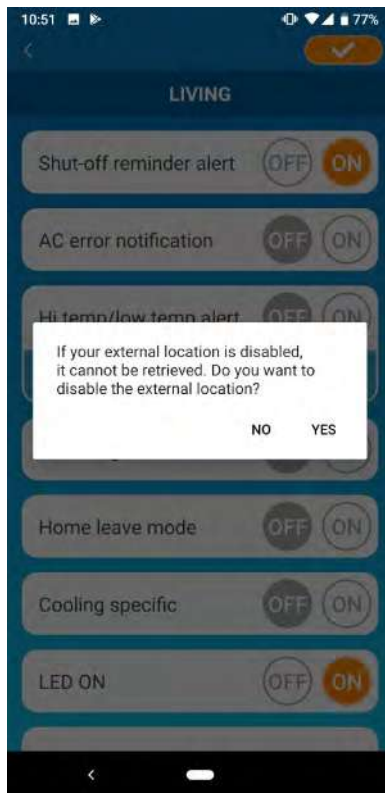 10:51
77%
LIVING
Shut-off reminder alert OFF ON
AC error notification OFF ON
Hi temp/low temp alert OFF ON
If your external location is disabled,
it cannot be retrieved. Do you want to
disable the external location?
NO YES
Home leave mode OFF ON
Cooling specific OFF ON
LED ON OFF ON